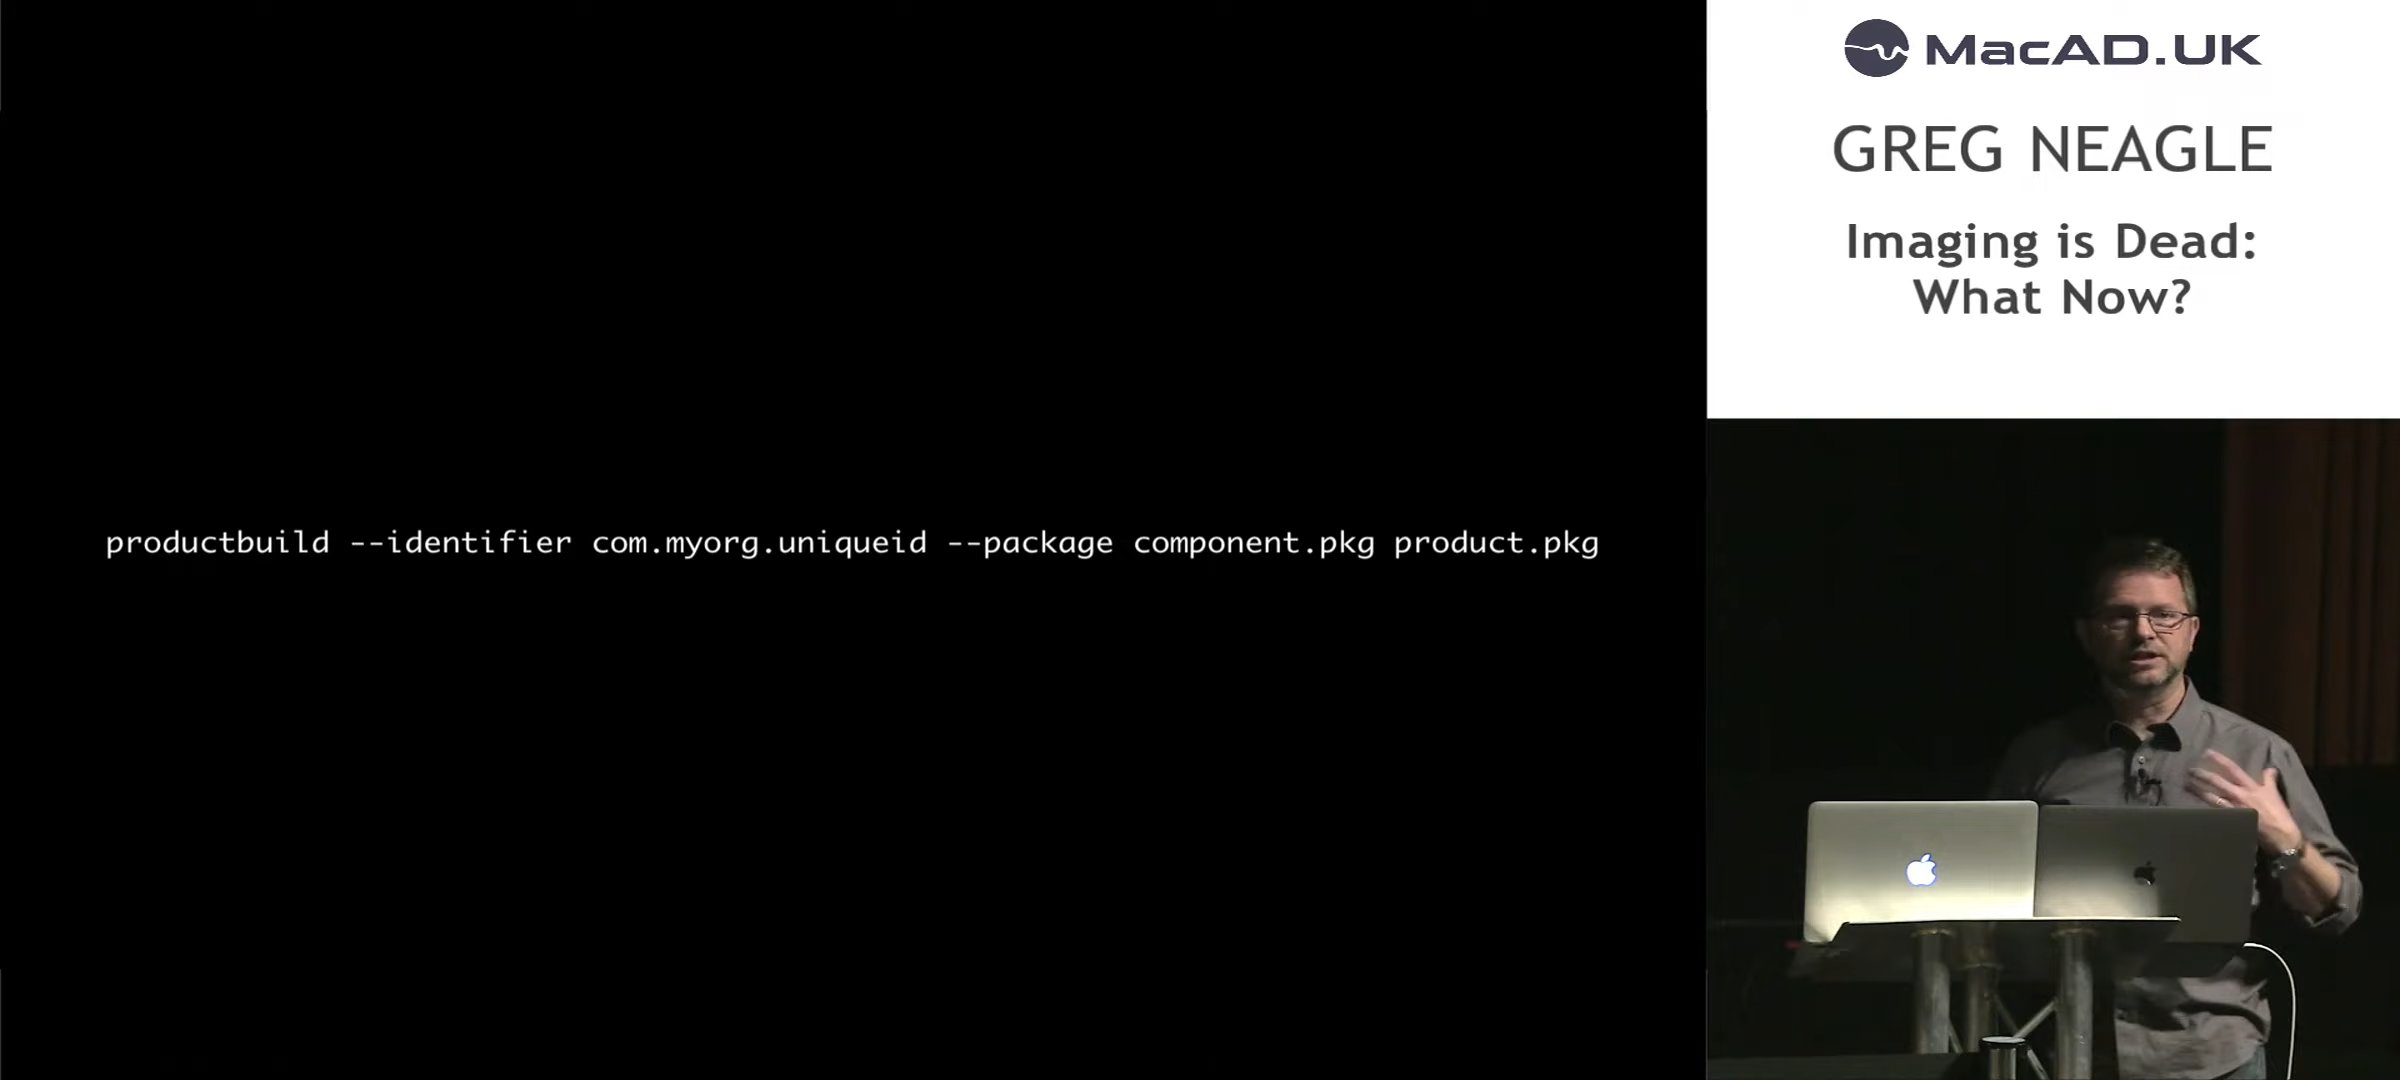 productbuild --identifier com.myorg.uniqueid --package component.pkg product.pkg
MacAD.UK
GREG NEAGLE
Imaging is Dead:
What Now?